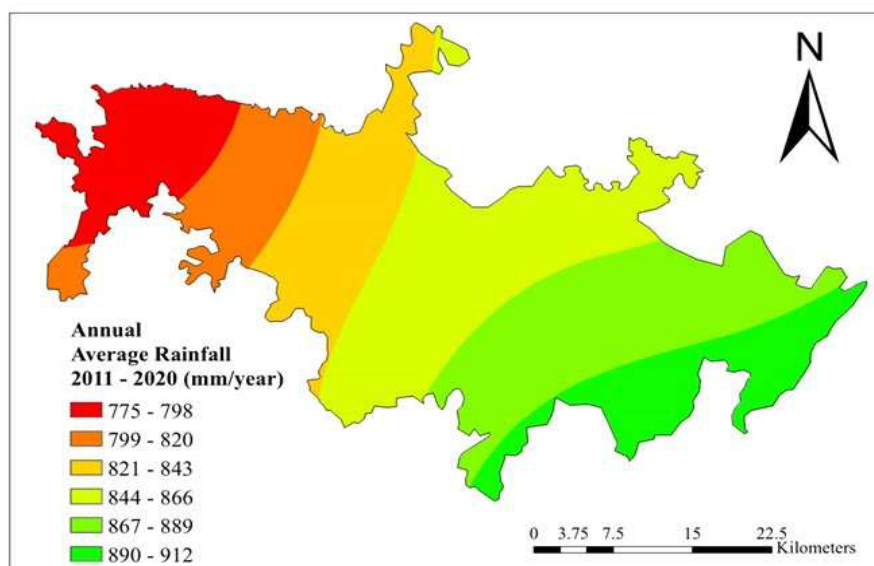 N
Annual
Average Rainfall
2011 - 2020 (mm/year)
775 - 798
799 - 820
821 - 843
844 - 866
867 - 889
890 - 912
0 3.75 7.5 15 22.5
Kilometers